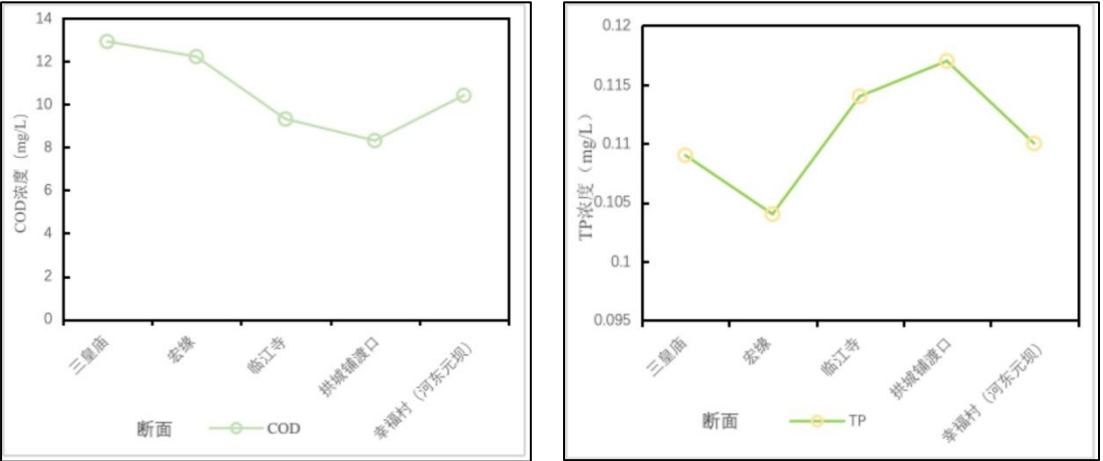 14
12
10
8
6
4
2
0
COD浓度（mg/L）
三皇庙
宏缘
临江寺
拱城铺渡口
幸福村（河东元坝）
断面
COD
0.12
0.115
0.11
0.105
0.1
0.095
TP浓度（mg/L）
三皇庙
宏缘
临江寺
拱城铺渡口
幸福村（河东元坝）
断面
TP